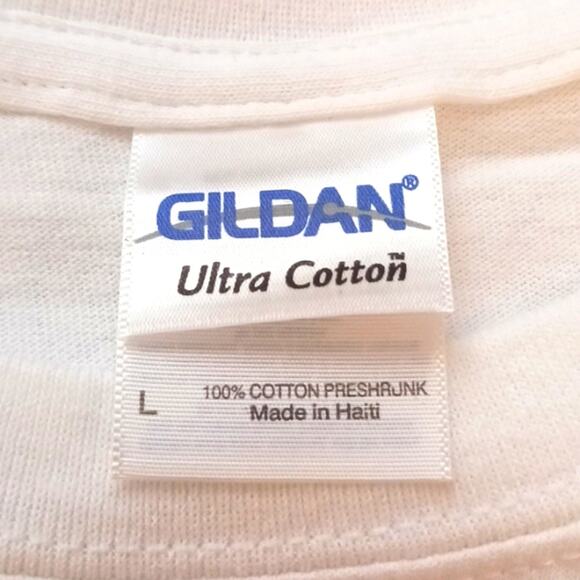 GILDAN®
Ultra Cotton™
L
100% COTTON PRESHRUNK
Made in Haiti